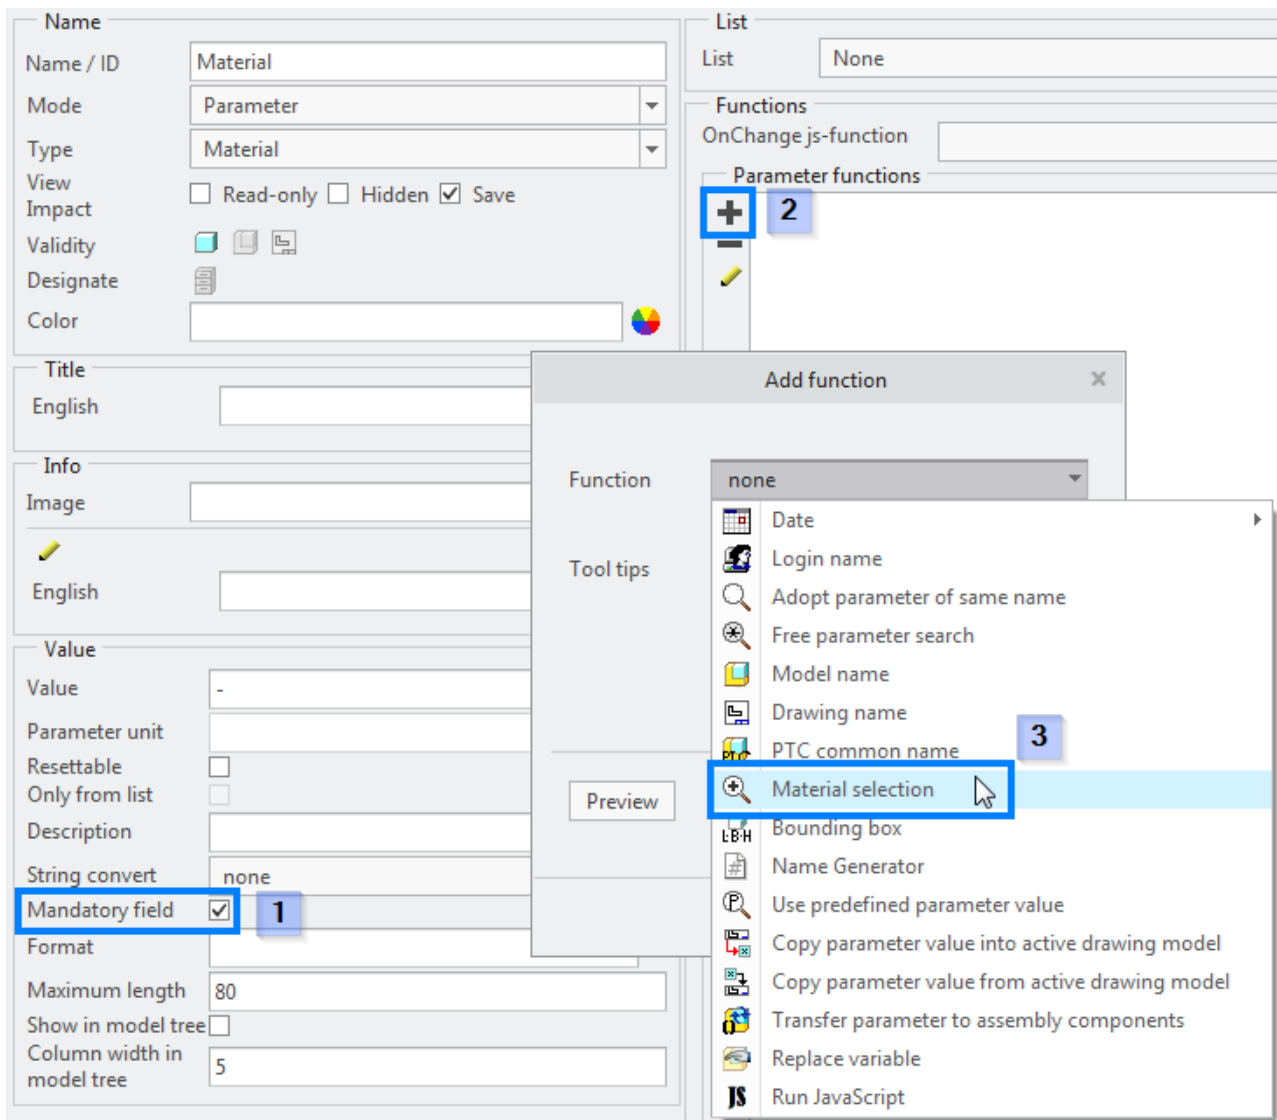 Name
Name / ID Material
Mode Parameter
Type Material
View
Impact
Read-only Hidden Save
Validity
Designate
Color
Title
English
Info
Image
English
Value
Value -
Parameter unit
Resettable
Only from list
Description
String convert none
Mandatory field 1
Format
Maximum length 80
Show in model tree
Column width in
model tree
5
List
List None
Functions
OnChange js-function
Parameter functions
2
Add function
Function none
Tool tips
Preview
Date
Login name
Adopt parameter of same name
Free parameter search
Model name
Drawing name
PTC common name
3
Material selection
L·B·H Bounding box
# Name Generator
Use predefined parameter value
Copy parameter value into active drawing model
Copy parameter value from active drawing model
Transfer parameter to assembly components
Replace variable
JS Run JavaScript